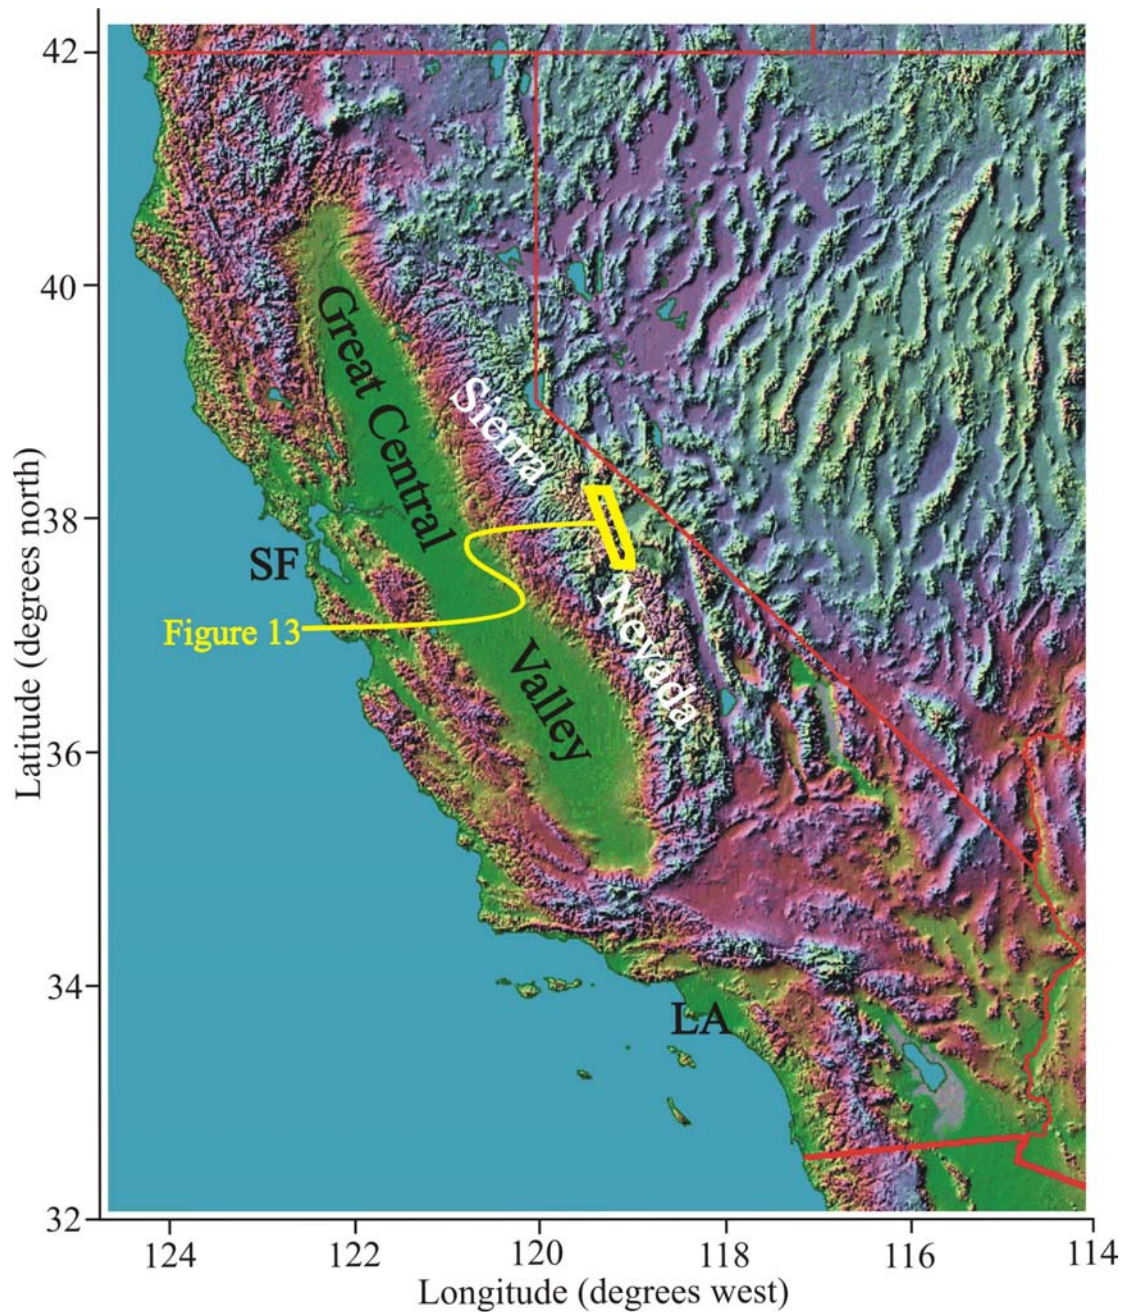 42
40
38
36
34
32
Latitude (degrees north)
Great Central
Valley
Sierra
Nevada
SF
Figure 13
LA
124
122
120
118
116
114
Longitude (degrees west)